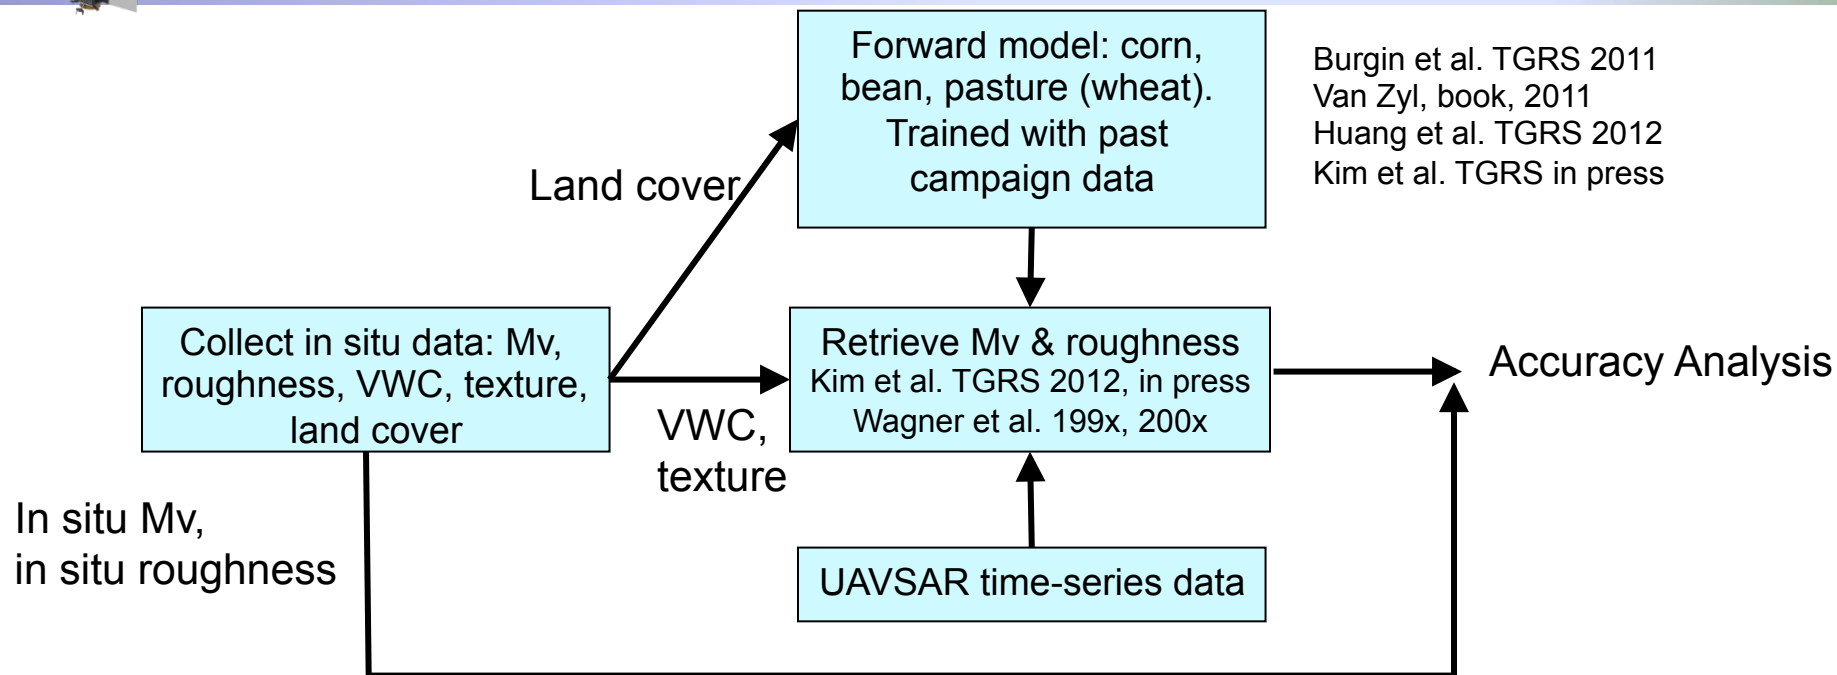 Forward model: corn,
bean, pasture (wheat).
Trained with past
campaign data
Burgin et al. TGRS 2011
Van Zyl, book, 2011
Huang et al. TGRS 2012
Kim et al. TGRS in press
Land cover
Collect in situ data: Mv,
roughness, VWC, texture,
land cover
Retrieve Mv & roughness
Kim et al. TGRS 2012, in press
Wagner et al. 199x, 200x
Accuracy Analysis
VWC,
texture
In situ Mv,
in situ roughness
UAVSAR time-series data